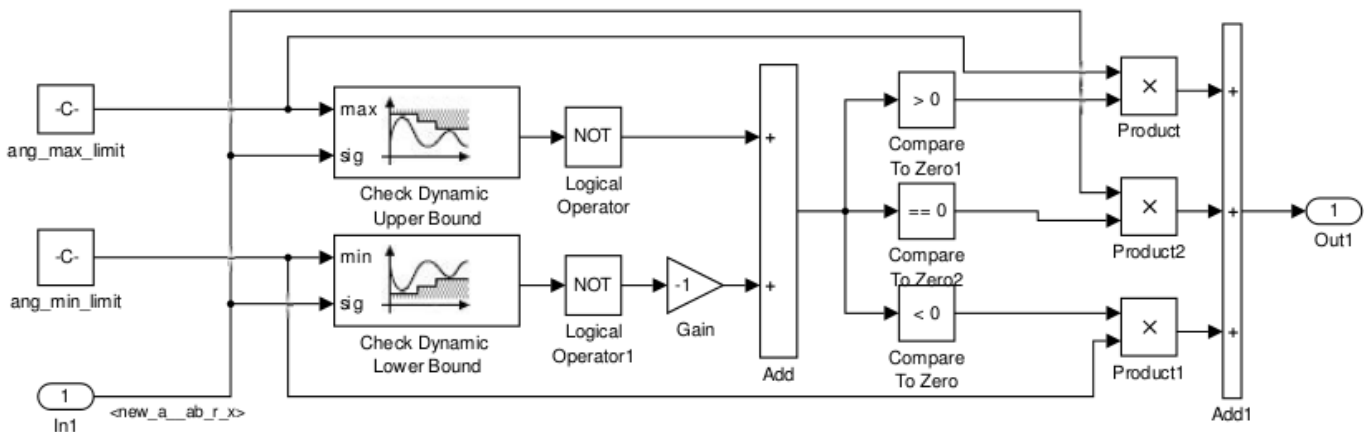 -C-
ang_max_limit
max
sig
Check Dynamic
Upper Bound
NOT
Logical
Operator
+
> 0
Compare
To Zero1
×
Product
+
-C-
ang_min_limit
min
sig
Check Dynamic
Lower Bound
NOT
Logical
Operator1
-1
Gain
+
Add
== 0
Compare
To Zero2
×
Product2
+
1
Out1
< 0
Compare
To Zero
×
Product1
+
Add1
1
In1
<new_a__ab_r_x>